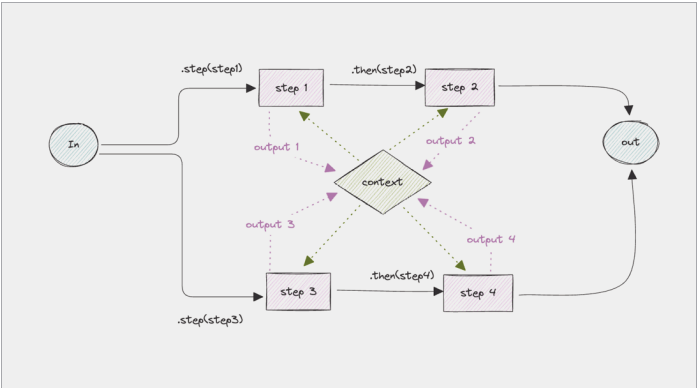 .step(step1)
step 1
.then(step2)
step 2
In
output 1
output 2
out
context
output 3
output 4
step 3
.then(step4)
step 4
.step(step3)